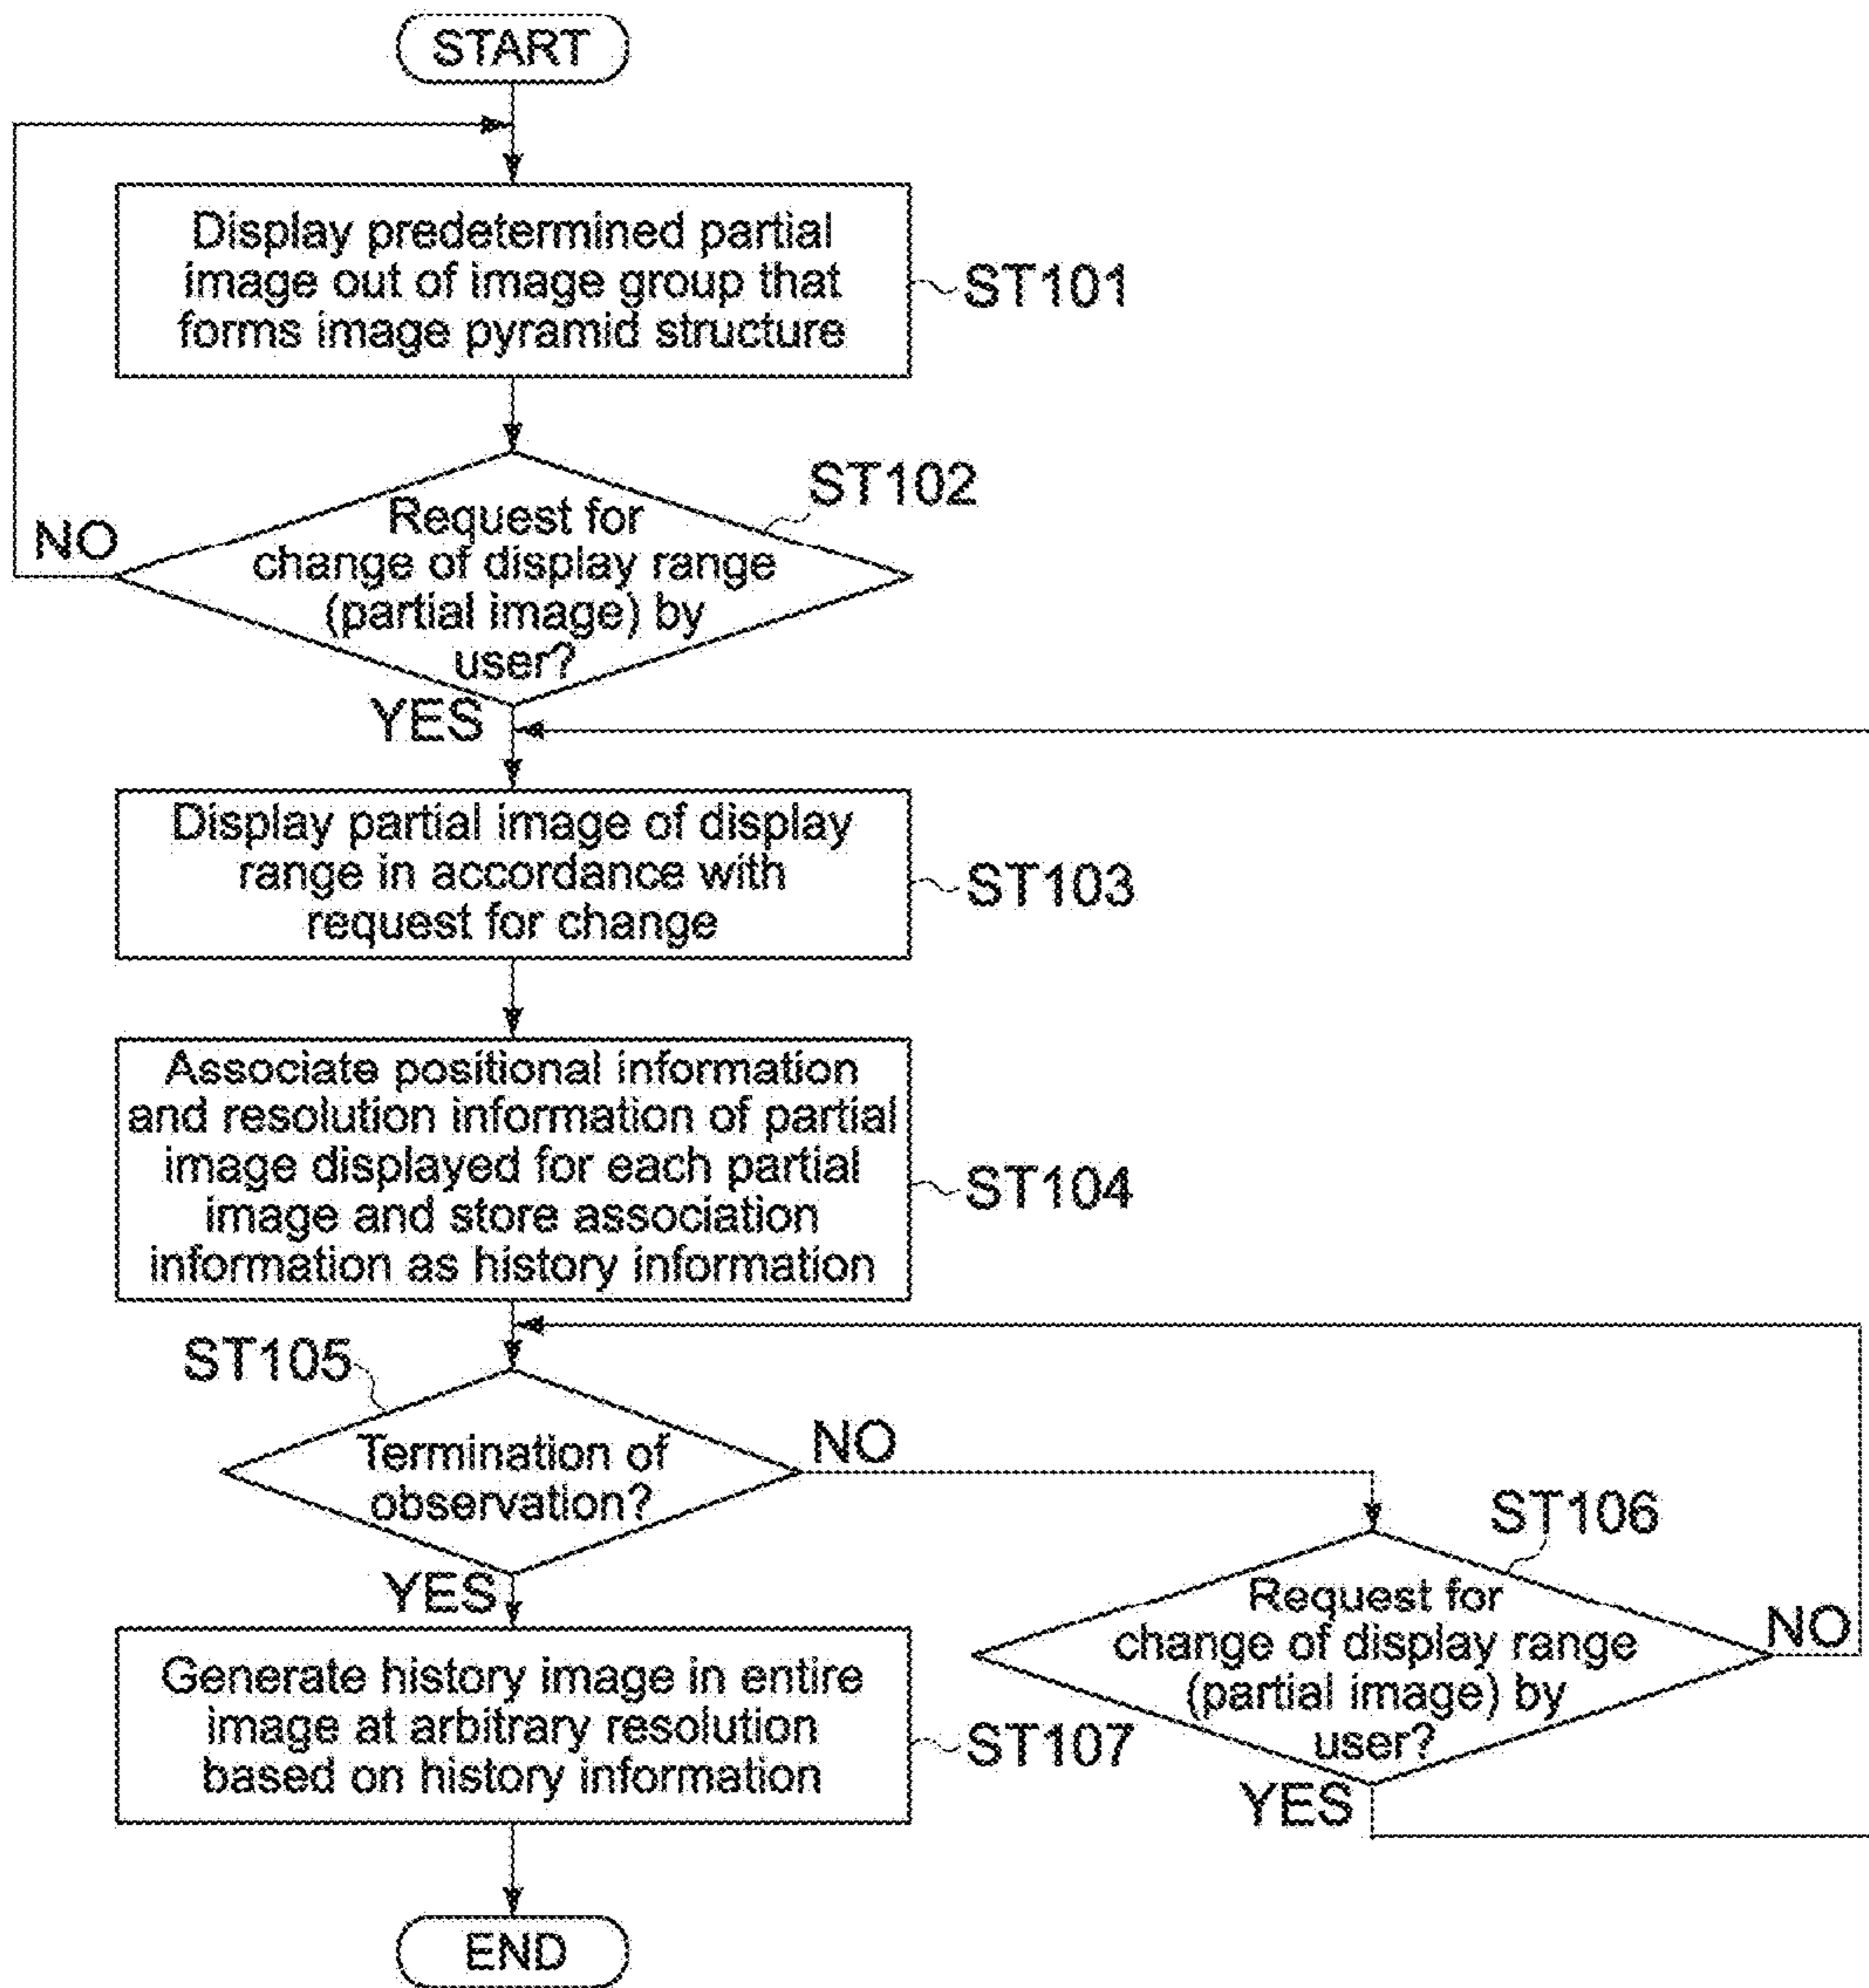 START
Display predetermined partial
image out of image group that
forms image pyramid structure
ST101
ST102
Request for
change of display range
(partial image) by
user?
NO
YES
Display partial image of display
range in accordance with
request for change
ST103
Associate positional information
and resolution information of partial
image displayed for each partial
image and store association
information as history information
ST104
ST105
Termination of
observation?
NO
YES
ST106
Request for
change of display range
(partial image) by
user?
NO
YES
Generate history image in entire
image at arbitrary resolution
based on history information
ST107
END